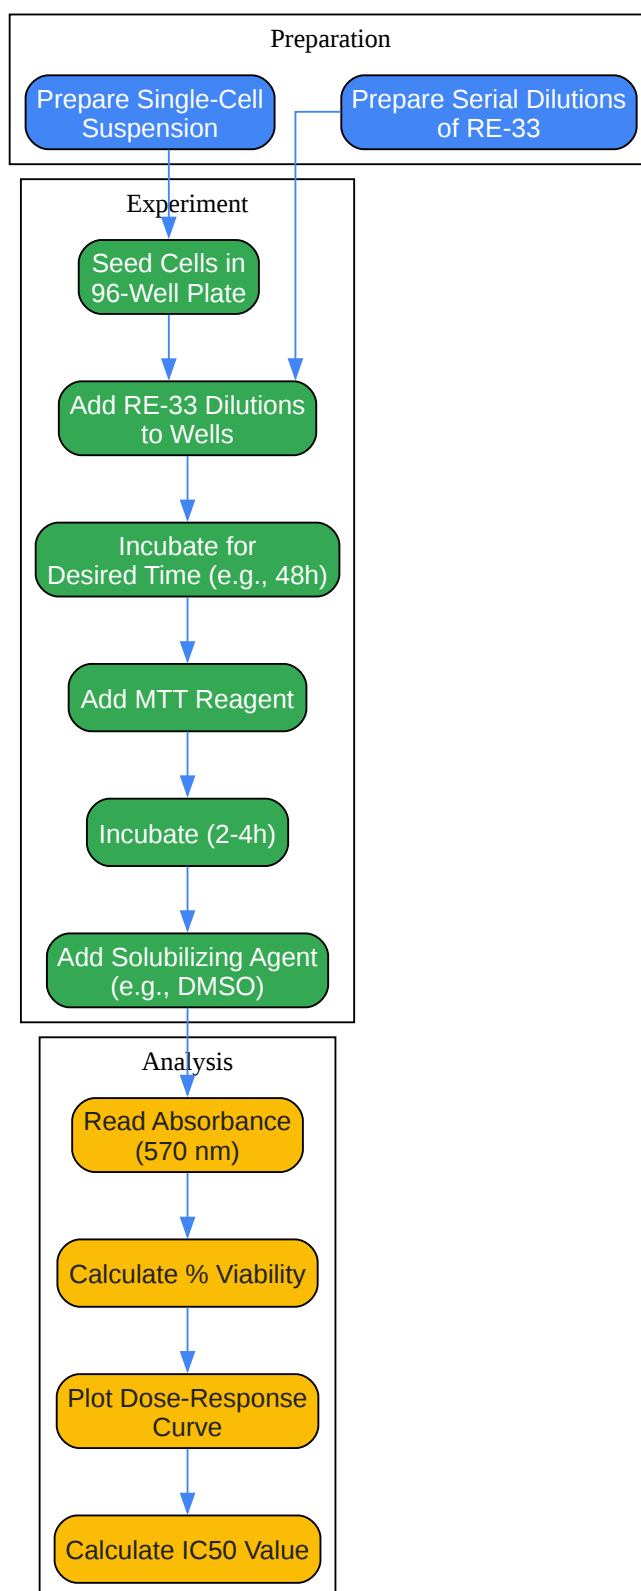 Preparation
Prepare Single-Cell
Suspension
Prepare Serial Dilutions
of RE-33
Experiment
Seed Cells in
96-Well Plate
Add RE-33 Dilutions
to Wells
Incubate for
Desired Time (e.g., 48h)
Add MTT Reagent
Incubate (2-4h)
Add Solubilizing Agent
(e.g., DMSO)
Analysis
Read Absorbance
(570 nm)
Calculate % Viability
Plot Dose-Response
Curve
Calculate IC50 Value